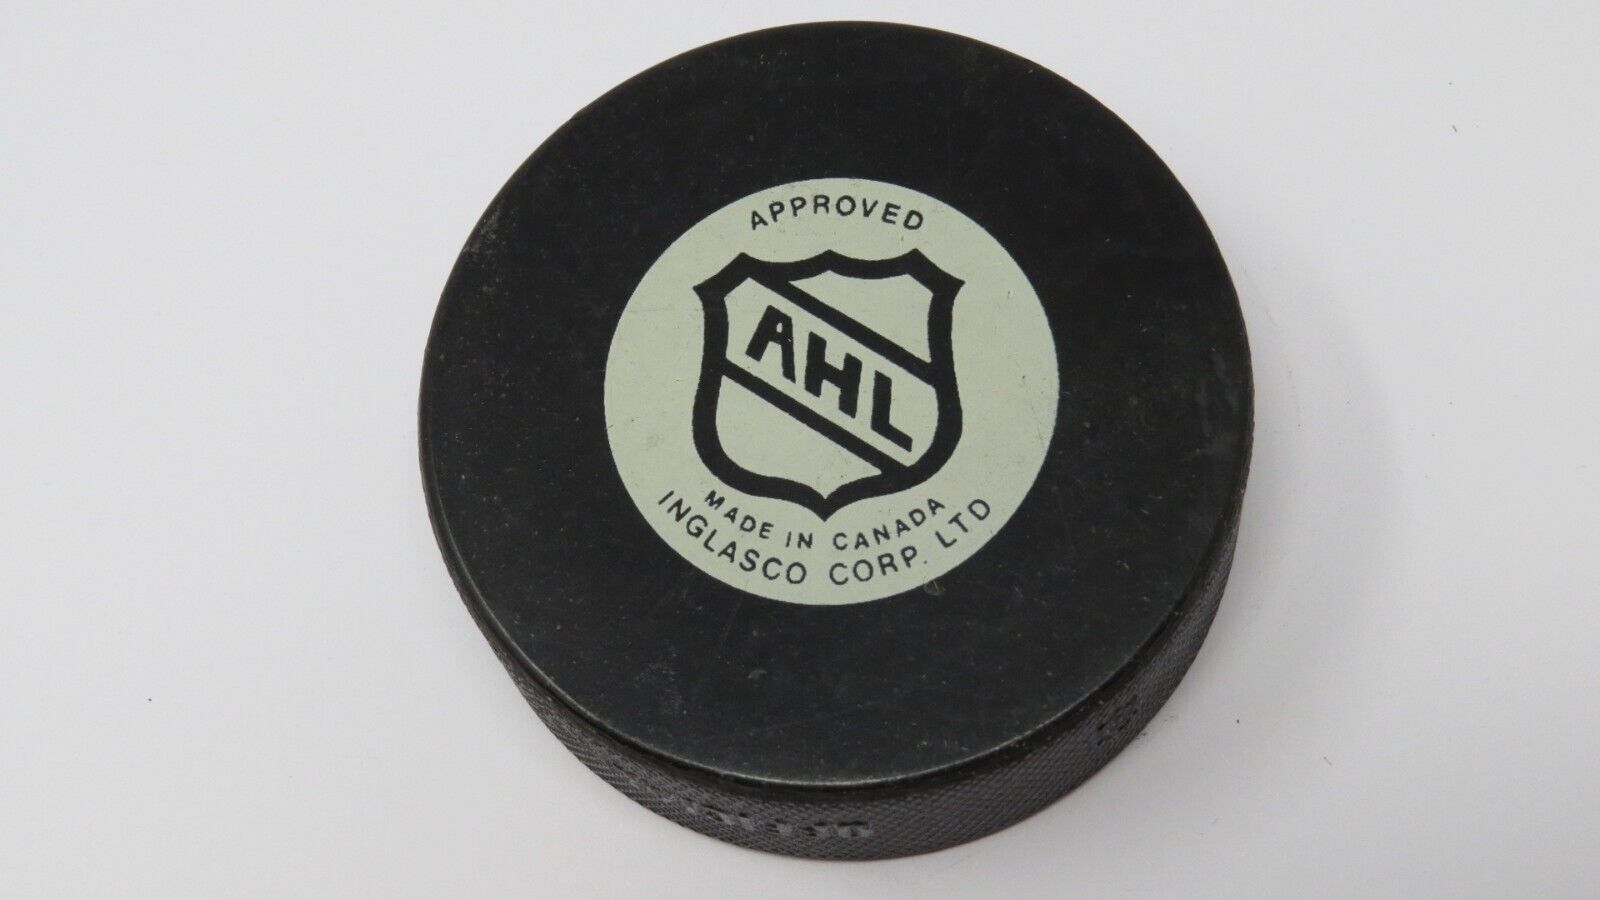 APPROVED
AHL
MADE IN CANADA
INGLASCO CORP. LTD